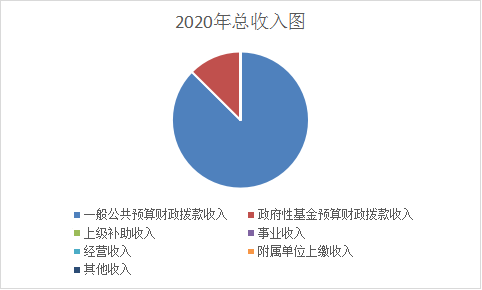 2020年总收入图
一般公共预算财政拨款收入 政府性基金预算财政拨款收入
上级补助收入 事业收入
经营收入 附属单位上缴收入
其他收入